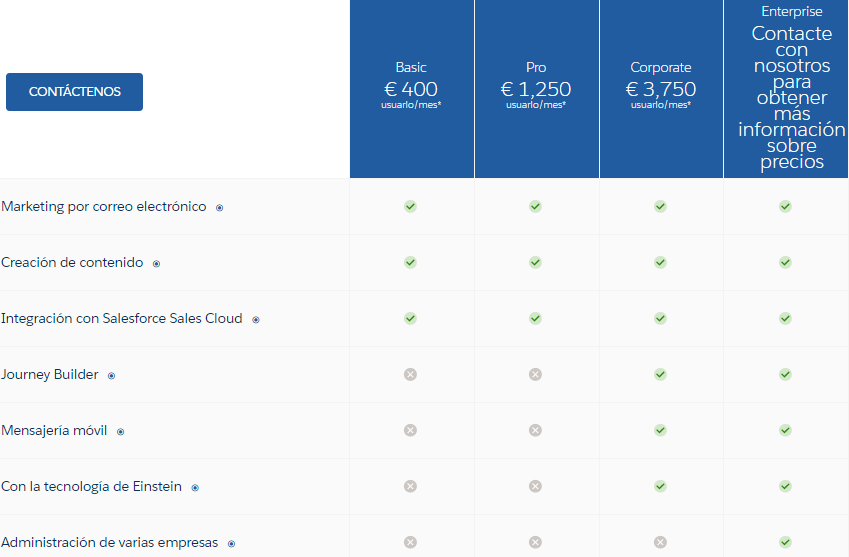 CONTÁCTENOS
Basic
€ 400
usuario/mes*
Pro
€ 1,250
usuario/mes*
Corporate
€ 3,750
usuario/mes*
Enterprise
Contacte
con
nosotros
para
obtener
más
información
sobre
precios
Marketing por correo electrónico
Creación de contenido
Integración con Salesforce Sales Cloud
Journey Builder
Mensajería móvil
Con la tecnología de Einstein
Administración de varias empresas